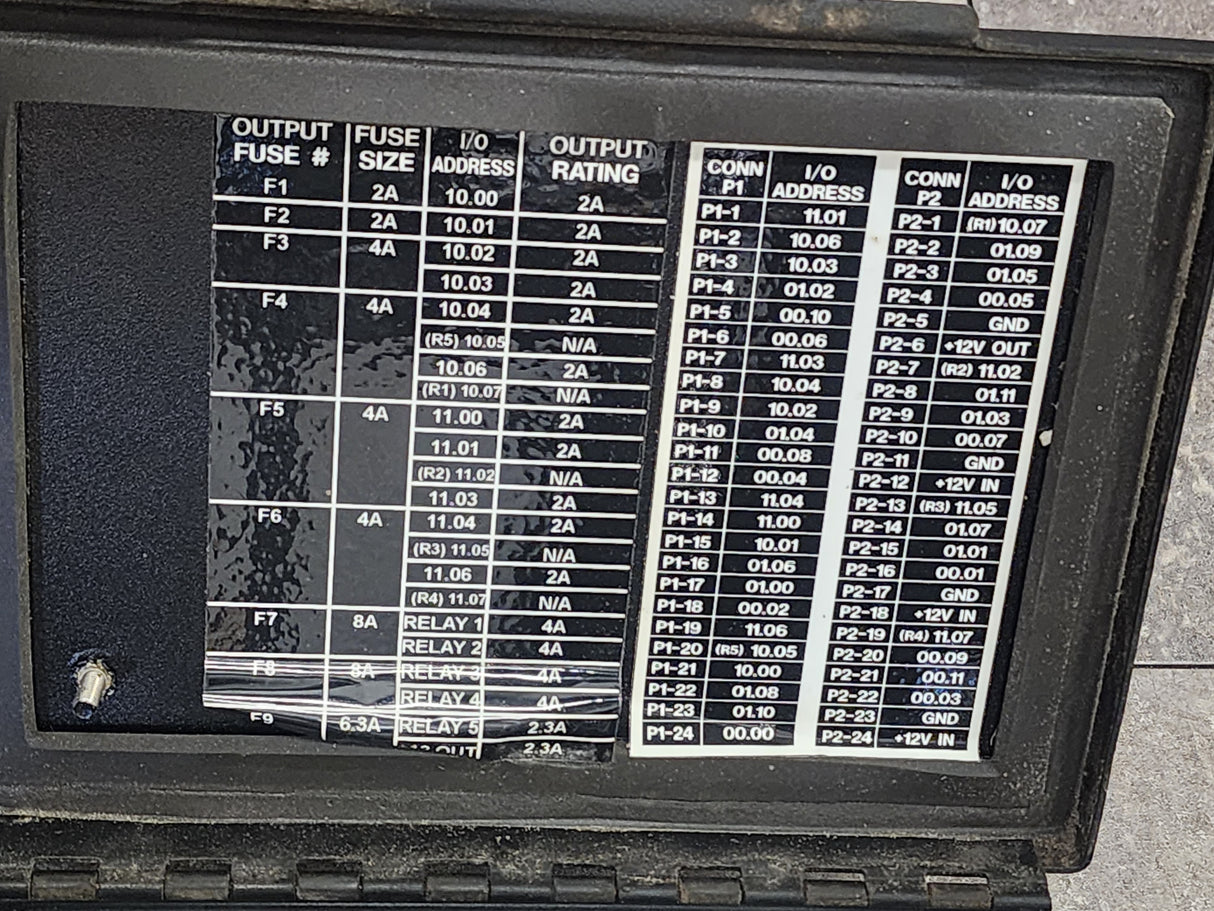 OUTPUT FUSE # FUSE SIZE I/O ADDRESS OUTPUT RATING
F1 2A 10.00 2A
F2 2A 10.01 2A
F3 4A 10.02 2A
10.03 2A
F4 4A 10.04 2A
(R5) 10.05 N/A
10.06 2A
(R1) 10.07 N/A
F5 4A 11.00 2A
11.01 2A
(R2) 11.02 N/A
11.03 2A
F6 4A 11.04 2A
(R3) 11.05 N/A
11.06 2A
(R4) 11.07 N/A
F7 8A RELAY 1 4A
RELAY 2 4A
F8 8A RELAY 3 4A
RELAY 4 4A
F9 6.3A RELAY 5 2.3A
OUT 2.3A
CONN P1 I/O ADDRESS
P1-1 11.01
P1-2 10.06
P1-3 10.03
P1-4 01.02
P1-5 00.10
P1-6 00.06
P1-7 11.03
P1-8 10.04
P1-9 10.02
P1-10 01.04
P1-11 00.08
P1-12 00.04
P1-13 11.04
P1-14 11.00
P1-15 10.01
P1-16 01.06
P1-17 01.00
P1-18 00.02
P1-19 11.06
P1-20 (R5) 10.05
P1-21 10.00
P1-22 01.08
P1-23 01.10
P1-24 00.00
CONN P2 I/O ADDRESS
P2-1 (R1) 10.07
P2-2 01.09
P2-3 01.05
P2-4 00.05
P2-5 GND
P2-6 +12V OUT
P2-7 (R2) 11.02
P2-8 01.11
P2-9 01.03
P2-10 00.07
P2-11 GND
P2-12 +12V IN
P2-13 (R3) 11.05
P2-14 01.07
P2-15 01.01
P2-16 00.01
P2-17 GND
P2-18 +12V IN
P2-19 (R4) 11.07
P2-20 00.09
P2-21 00.11
P2-22 00.03
P2-23 GND
P2-24 +12V IN